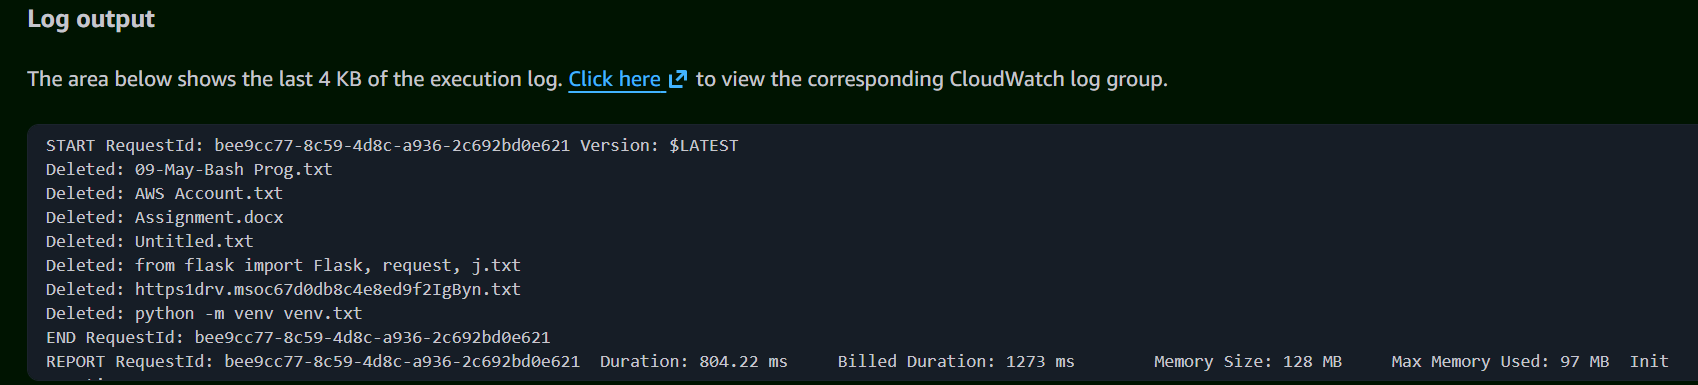 Log output
The area below shows the last 4 KB of the execution log. Click here to view the corresponding CloudWatch log group.
START RequestId: bee9cc77-8c59-4d8c-a936-2c692bd0e621 Version: $LATEST
Deleted: 09-May-Bash Prog.txt
Deleted: AWS Account.txt
Deleted: Assignment.docx
Deleted: Untitled.txt
Deleted: from flask import Flask, request, j.txt
Deleted: https1drv.msoc67d0db8c4e8ed9f2IgByn.txt
Deleted: python -m venv venv.txt
END RequestId: bee9cc77-8c59-4d8c-a936-2c692bd0e621
REPORT RequestId: bee9cc77-8c59-4d8c-a936-2c692bd0e621 Duration: 804.22 ms Billed Duration: 1273 ms Memory Size: 128 MB Max Memory Used: 97 MB Init